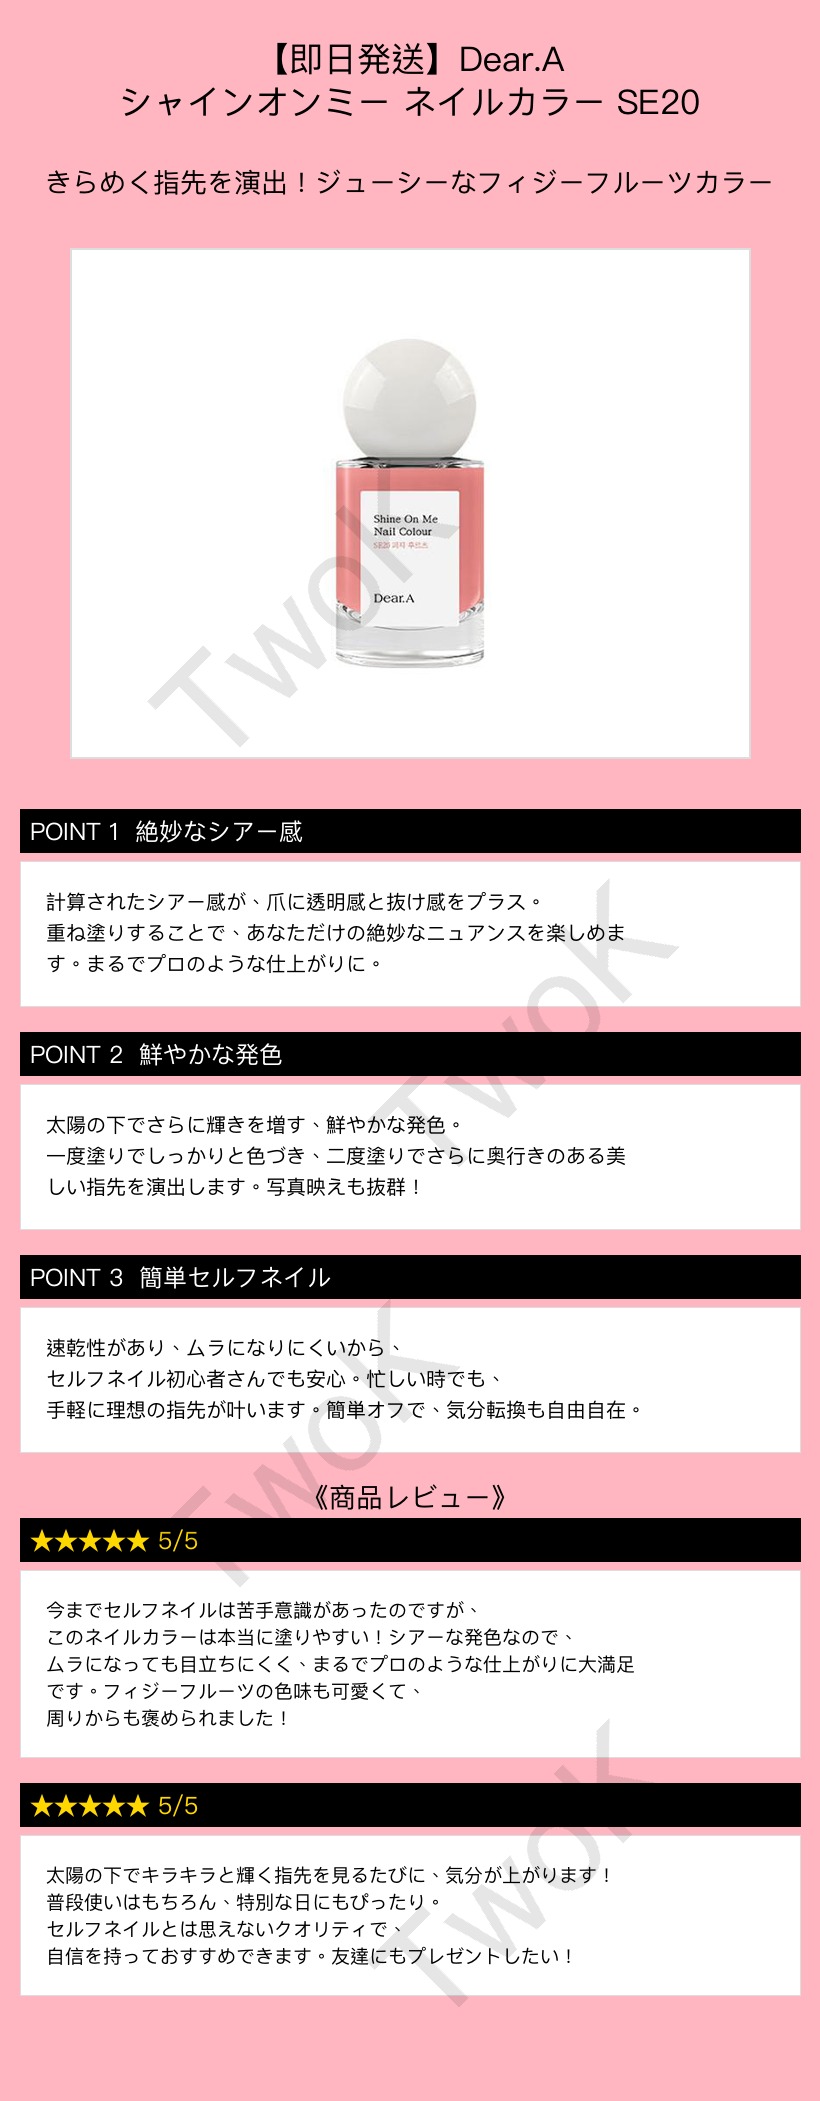 【即日発送】Dear.A
シャインオンミー ネイルカラー SE20
きらめく指先を演出！ジューシーなフィジーフルーツカラー
Shine On Me
Nail Colour
SE20 피지 후르츠
Dear.A
TwoK
POINT 1 絶妙なシアー感
計算されたシアー感が、爪に透明感と抜け感をプラス。
重ね塗りすることで、あなただけの絶妙なニュアンスを楽しめま
す。まるでプロのような仕上がりに。
TwoK
POINT 2 鮮やかな発色
太陽の下でさらに輝きを増す、鮮やかな発色。
一度塗りでしっかりと色づき、二度塗りでさらに奥行きのある美
しい指先を演出します。写真映えも抜群！
POINT 3 簡単セルフネイル
速乾性があり、ムラになりにくいから、
セルフネイル初心者さんでも安心。忙しい時でも、
手軽に理想の指先が叶います。簡単オフで、気分転換も自由自在。
TwoK
《商品レビュー》
★★★★★ 5/5
今までセルフネイルは苦手意識があったのですが、
このネイルカラーは本当に塗りやすい！シアーな発色なので、
ムラになっても目立ちにくく、まるでプロのような仕上がりに大満足
です。フィジーフルーツの色味も可愛くて、
周りからも褒められました！
★★★★★ 5/5
太陽の下でキラキラと輝く指先を見るたびに、気分が上がります！
普段使いはもちろん、特別な日にもぴったり。
セルフネイルとは思えないクオリティで、
自信を持っておすすめできます。友達にもプレゼントしたい！
TwoK